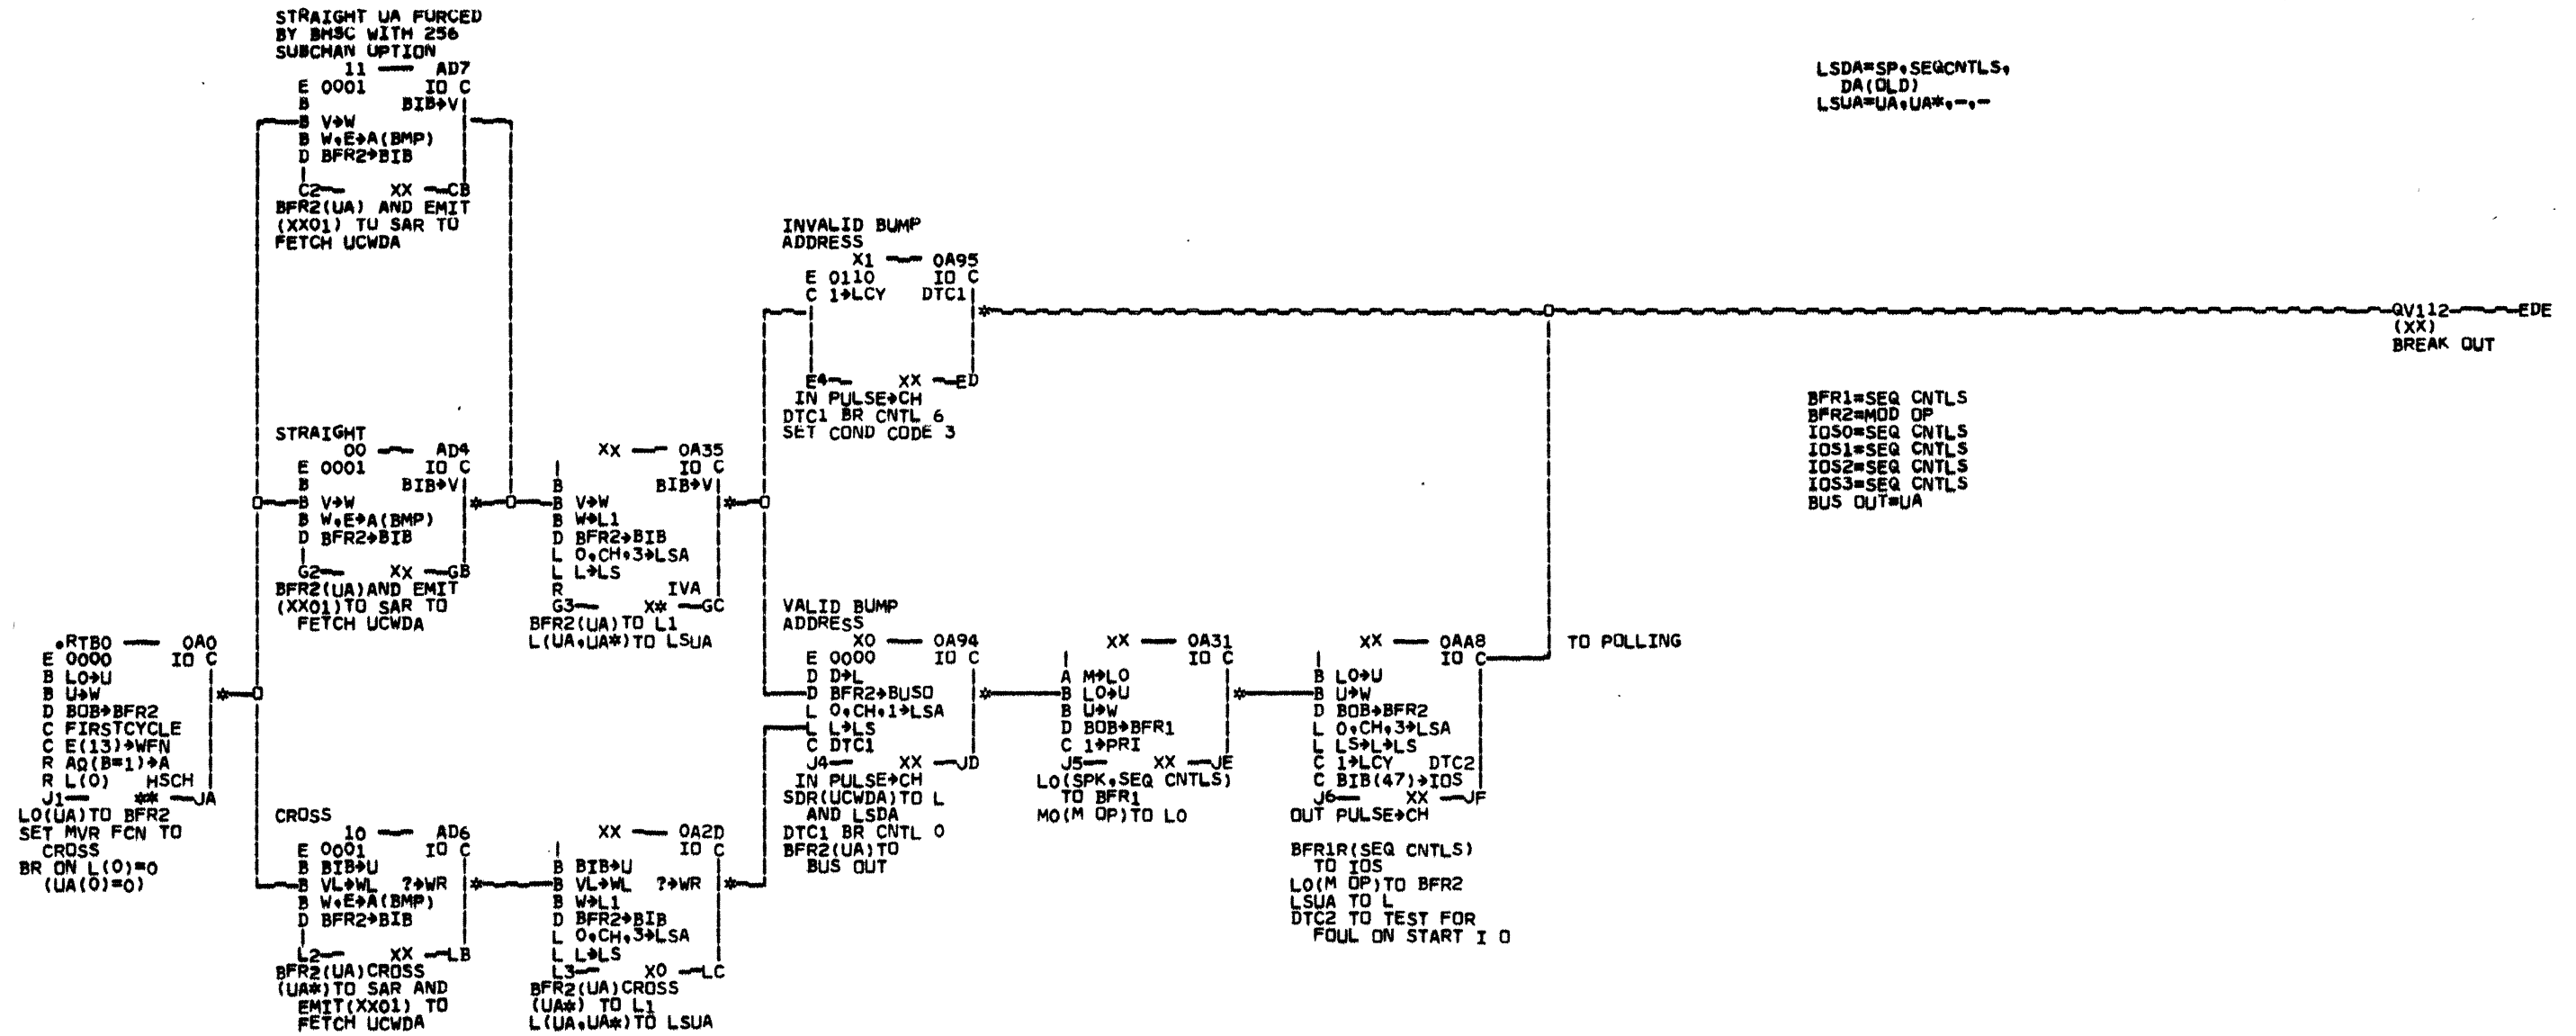 STRAIGHT UA FURCED
BY BMSC WITH 256
SUBCHAN UPTION
11 — AD7
E 0001 IO C
B BIB→V
B V→W
B W,E→A(BMP)
D BFR2→BIB
C2— XX —CB
BFR2(UA) AND EMIT
(XX01) TU SAR TO
FETCH UCWDA
STRAIGHT
00 — AD4
E 0001 IO C
B BIB→V
B V→W *
B W,E→A(BMP)
D BFR2→BIB
G2— XX —GB
BFR2(UA)AND EMIT
(XX01)TO SAR TO
FETCH UCWDA
.RTB0 — 0A0
E 0000 IO C
B L0→U
B U→W *
D BOB→BFR2
C FIRSTCYCLE
C E(13)→WFN
R AQ(B=1)→A
R L(0) HSCH
J1— ** —JA
L0(UA)TO BFR2
SET MVR FCN TO
CROSS
BR ON L(0)=0
(UA(0)=0)
CROSS
10 — AD6
E 0001 IO C
B BIB→U
B VL→WL ?→WR *
B W,E→A(BMP)
D BFR2→BIB
L2— XX —LB
BFR2(UA)CROSS
(UA*)TO SAR AND
EMIT(XX01) TO
FETCH UCWDA
XX — 0A35
IO C
B BIB→V
B V→W *
B W→L1
D BFR2→BIB
L 0,CH,3→LSA
L L→LS
R IVA
G3— X* —GC
BFR2(UA)TO L1
L(UA,UA*)TO LSUA
XX — 0A2D
IO C
B BIB→U
B VL→WL ?→WR *
B W→L1
D BFR2→BIB
L 0,CH,3→LSA
L L→LS
L3— X0 —LC
BFR2(UA)CROSS
(UA*) TO L1
L(UA,UA*)TO LSUA
INVALID BUMP
ADDRESS
X1 — 0A95
E 0110 IO C
C 1→LCY DTC1
*
E4— XX —ED
IN PULSE→CH
DTC1 BR CNTL 6
SET COND CODE 3
VALID BUMP
ADDRESS
X0 — 0A94
E 0000 IO C
D D→L
D BFR2→BUSO *
L 0,CH,1→LSA
L L→LS
C DTC1
J4— XX —JD
IN PULSE→CH
SDR(UCWDA)TO L
AND LSDA
DTC1 BR CNTL 0
BFR2(UA)TO
BUS OUT
XX — 0A31
IO C
A M→L0
B L0→U *
B U→W
D BOB→BFR1
C 1→PRI
J5— XX —JE
L0(SPK,SEQ CNTLS)
TO BFR1
M0(M OP)TO L0
XX — 0AA8
IO C
B L0→U
B U→W
D BOB→BFR2
L 0,CH,3→LSA
L LS→L→LS
C 1→LCY DTC2
C BIB(47)→IOS
J6— XX —JF
OUT PULSE→CH
BFR1R(SEQ CNTLS)
TO IOS
L0(M OP)TO BFR2
LSUA TO L
DTC2 TO TEST FOR
FOUL ON START I O
TO POLLING
LSDA=SP,SEQCNTLS,
DA(OLD)
LSUA=UA,UA*,-,-
QV112 — EDE
(XX)
BREAK OUT
BFR1=SEQ CNTLS
BFR2=MOD OP
IOS0=SEQ CNTLS
IOS1=SEQ CNTLS
IOS2=SEQ CNTLS
IOS3=SEQ CNTLS
BUS OUT=UA